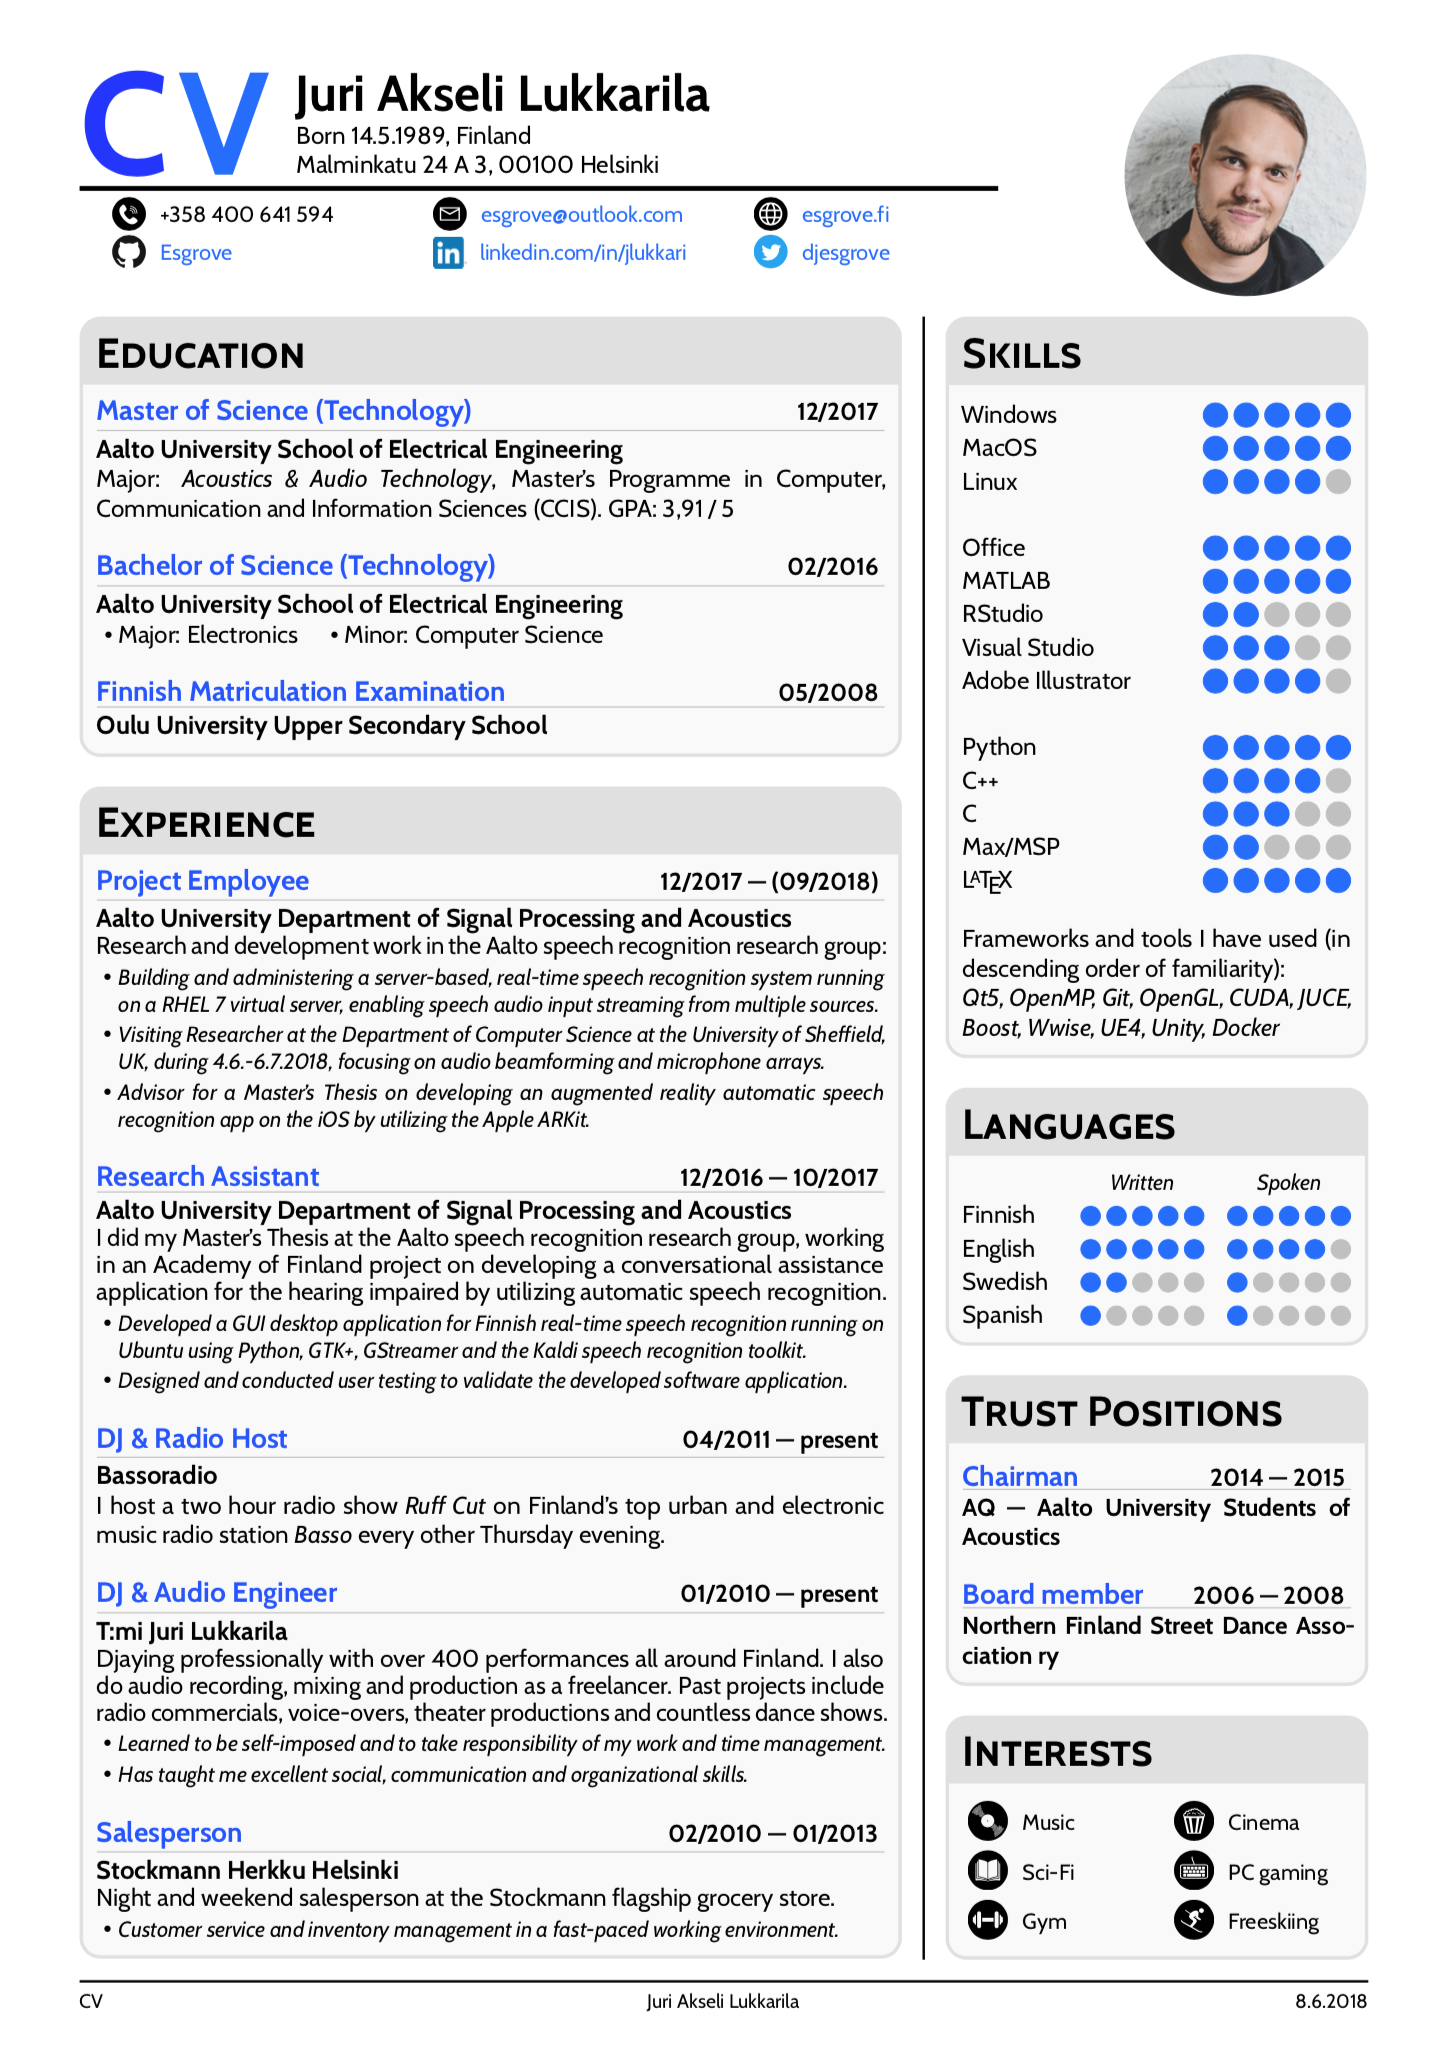 CV
Juri Akseli Lukkarila
Born 14.5.1989, Finland
Malminkatu 24 A 3, 00100 Helsinki
+358 400 641 594
esgrove@outlook.com
esgrove.fi
Esgrove
in
linkedin.com/in/jlukkari
djesgrove
EDUCATION
Master of Science (Technology) 12/2017
Aalto University School of Electrical Engineering
Major: Acoustics & Audio Technology, Master's Programme in Computer,
Communication and Information Sciences (CCIS). GPA: 3,91 / 5
Bachelor of Science (Technology) 02/2016
Aalto University School of Electrical Engineering
• Major: Electronics • Minor: Computer Science
Finnish Matriculation Examination 05/2008
Oulu University Upper Secondary School
EXPERIENCE
Project Employee 12/2017 — (09/2018)
Aalto University Department of Signal Processing and Acoustics
Research and development work in the Aalto speech recognition research group:
• Building and administering a server-based, real-time speech recognition system running
on a RHEL 7 virtual server, enabling speech audio input streaming from multiple sources.
• Visiting Researcher at the Department of Computer Science at the University of Sheffield,
UK, during 4.6.-6.7.2018, focusing on audio beamforming and microphone arrays.
• Advisor for a Master's Thesis on developing an augmented reality automatic speech
recognition app on the iOS by utilizing the Apple ARKit.
Research Assistant 12/2016 — 10/2017
Aalto University Department of Signal Processing and Acoustics
I did my Master's Thesis at the Aalto speech recognition research group, working
in an Academy of Finland project on developing a conversational assistance
application for the hearing impaired by utilizing automatic speech recognition.
• Developed a GUI desktop application for Finnish real-time speech recognition running on
Ubuntu using Python, GTK+, GStreamer and the Kaldi speech recognition toolkit.
• Designed and conducted user testing to validate the developed software application.
DJ & Radio Host 04/2011 — present
Bassoradio
I host a two hour radio show Ruff Cut on Finland's top urban and electronic
music radio station Basso every other Thursday evening.
DJ & Audio Engineer 01/2010 — present
T:mi Juri Lukkarila
Djaying professionally with over 400 performances all around Finland. I also
do audio recording, mixing and production as a freelancer. Past projects include
radio commercials, voice-overs, theater productions and countless dance shows.
• Learned to be self-imposed and to take responsibility of my work and time management.
• Has taught me excellent social, communication and organizational skills.
Salesperson 02/2010 — 01/2013
Stockmann Herkku Helsinki
Night and weekend salesperson at the Stockmann flagship grocery store.
• Customer service and inventory management in a fast-paced working environment.
SKILLS
Windows
MacOS
Linux
Office
MATLAB
RStudio
Visual Studio
Adobe Illustrator
Python
C++
C
Max/MSP
LATEX
Frameworks and tools I have used (in
descending order of familiarity):
Qt5, OpenMP, Git, OpenGL, CUDA, JUCE,
Boost, Wwise, UE4, Unity, Docker
LANGUAGES
Written Spoken
Finnish
English
Swedish
Spanish
TRUST POSITIONS
Chairman 2014 — 2015
AQ — Aalto University Students of
Acoustics
Board member 2006 — 2008
Northern Finland Street Dance Asso-
ciation ry
INTERESTS
Music Cinema
Sci-Fi PC gaming
Gym Freeskiing
CV Juri Akseli Lukkarila 8.6.2018